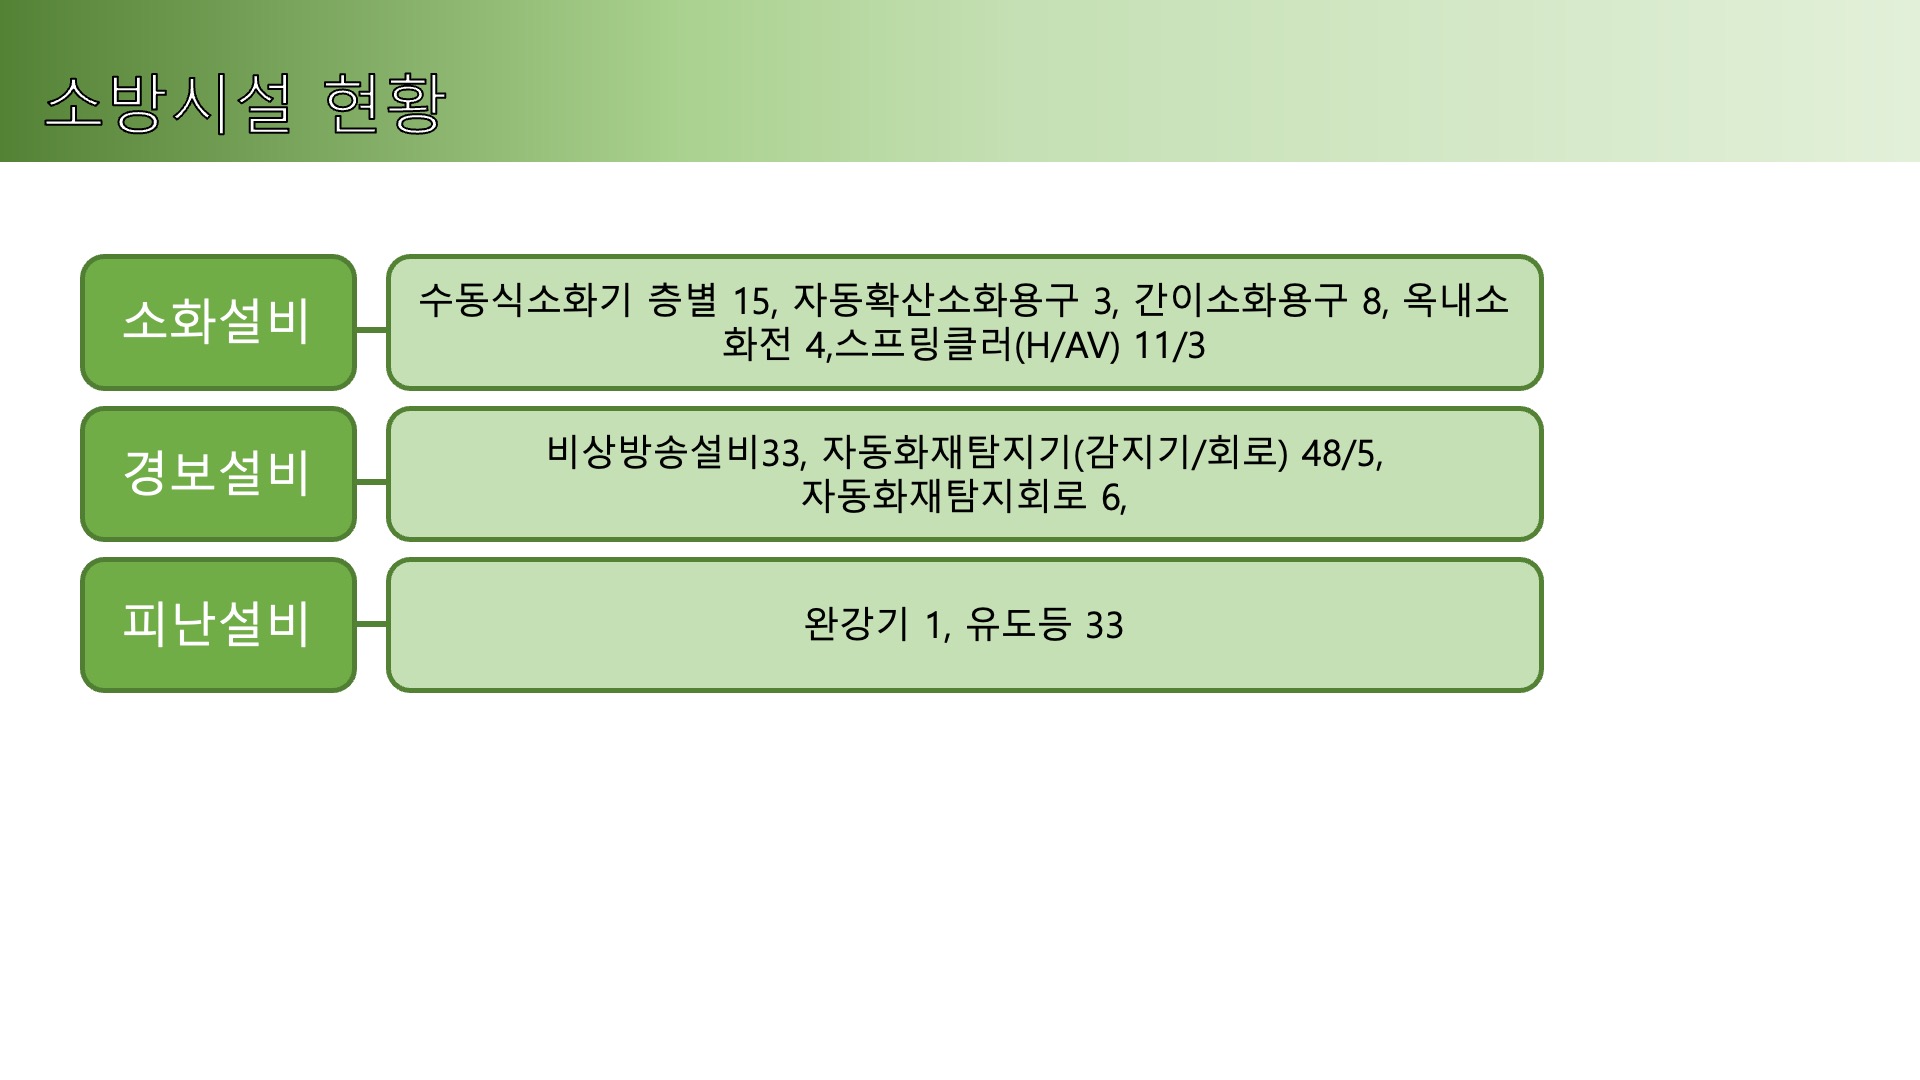 소방시설 현황
소화설비
수동식소화기 층별 15, 자동확산소화용구 3, 간이소화용구 8, 옥내소
화전 4,스프링클러(H/AV) 11/3
경보설비
비상방송설비33, 자동화재탐지기(감지기/회로) 48/5,
자동화재탐지회로 6,
피난설비
완강기 1, 유도등 33